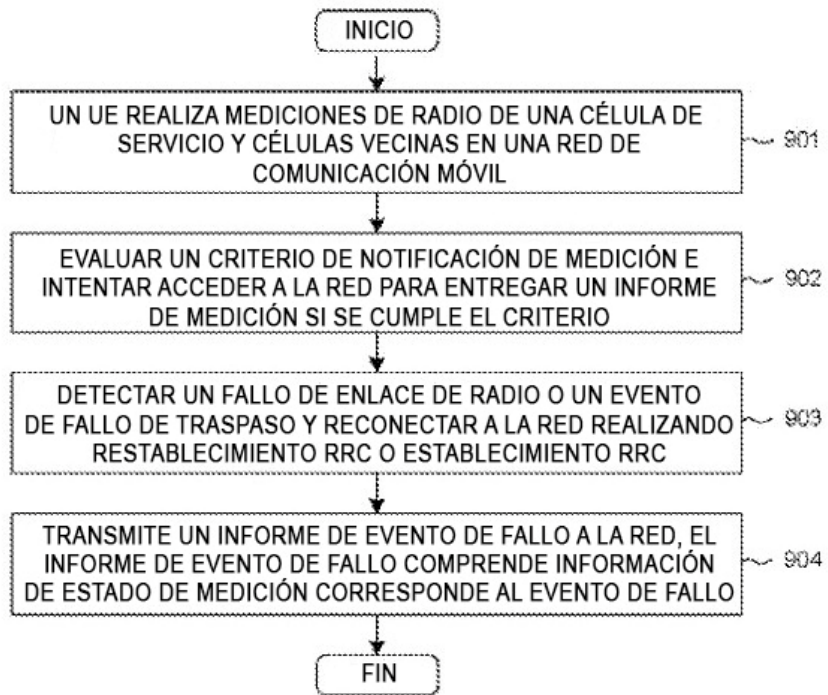 INICIO
UN UE REALIZA MEDICIONES DE RADIO DE UNA CÉLULA DE
SERVICIO Y CÉLULAS VECINAS EN UNA RED DE
COMUNICACIÓN MÓVIL
901
EVALUAR UN CRITERIO DE NOTIFICACIÓN DE MEDICIÓN E
INTENTAR ACCEDER A LA RED PARA ENTREGAR UN INFORME
DE MEDICIÓN SI SE CUMPLE EL CRITERIO
902
DETECTAR UN FALLO DE ENLACE DE RADIO O UN EVENTO
DE FALLO DE TRASPASO Y RECONECTAR A LA RED REALIZANDO
RESTABLECIMIENTO RRC O ESTABLECIMIENTO RRC
903
TRANSMITE UN INFORME DE EVENTO DE FALLO A LA RED, EL
INFORME DE EVENTO DE FALLO COMPRENDE INFORMACIÓN
DE ESTADO DE MEDICIÓN CORRESPONDE AL EVENTO DE FALLO
904
FIN